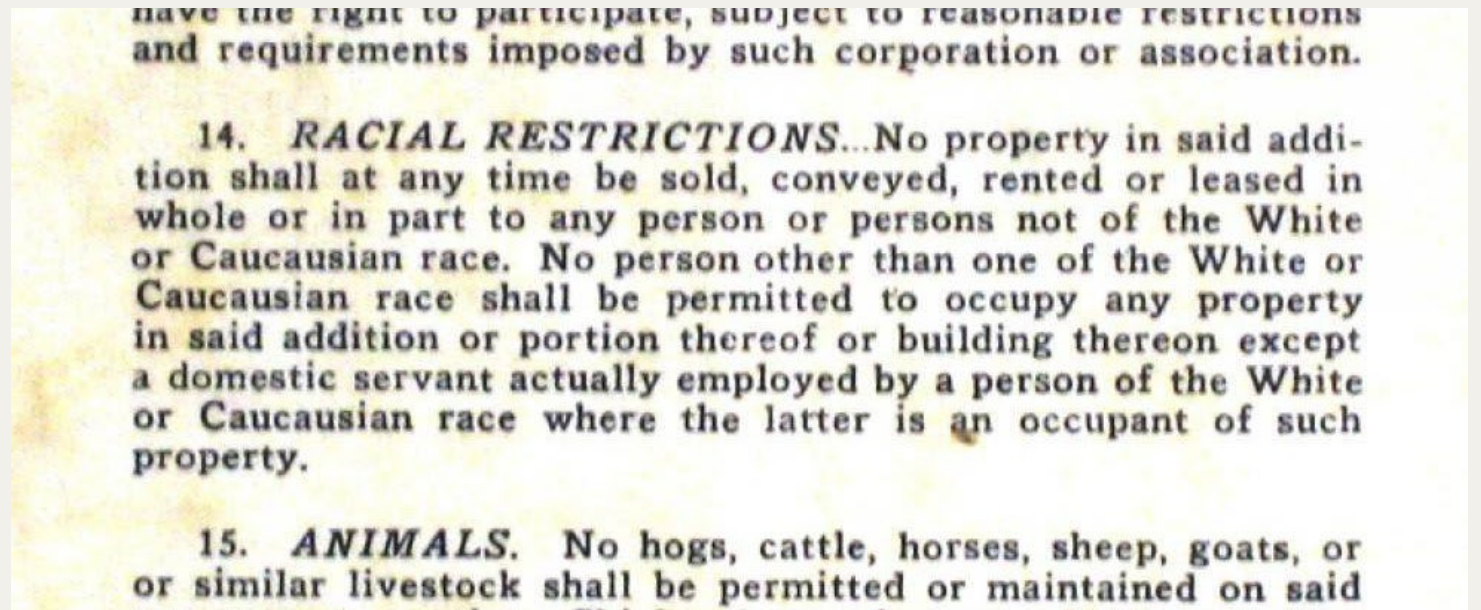 have the right to participate, subject to reasonable restrictions
and requirements imposed by such corporation or association.
14. RACIAL RESTRICTIONS...No property in said addi-
tion shall at any time be sold, conveyed, rented or leased in
whole or in part to any person or persons not of the White
or Caucausian race. No person other than one of the White or
Caucausian race shall be permitted to occupy any property
in said addition or portion thereof or building thereon except
a domestic servant actually employed by a person of the White
or Caucausian race where the latter is an occupant of such
property.
15. ANIMALS. No hogs, cattle, horses, sheep, goats, or
or similar livestock shall be permitted or maintained on said